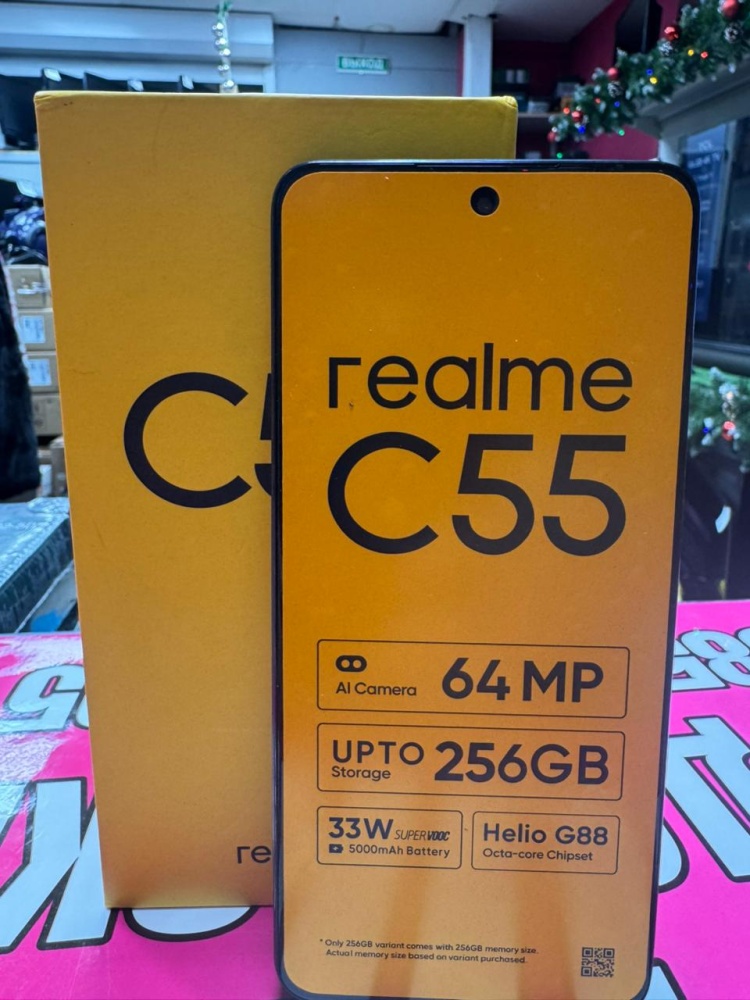 ВЫХОД
C5
re
realme
C55
AI Camera 64 MP
UPTO 256GB
Storage
33W SUPERVOOC
5000mAh Battery
Helio G88
Octa-core Chipset
* Only 256GB variant comes with 256GB memory size.
Actual memory size based on variant purchased.